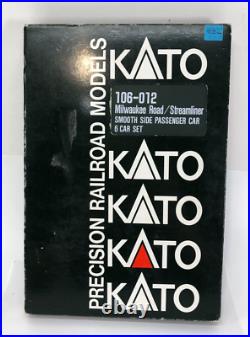 PRECISION RAILROAD MODELS
KATO
106-012
Milwaukee Road/Streamliner
SMOOTH SIDE PASSENGER CAR
6 CAR SET
KATO
KATO
KATO
KATO